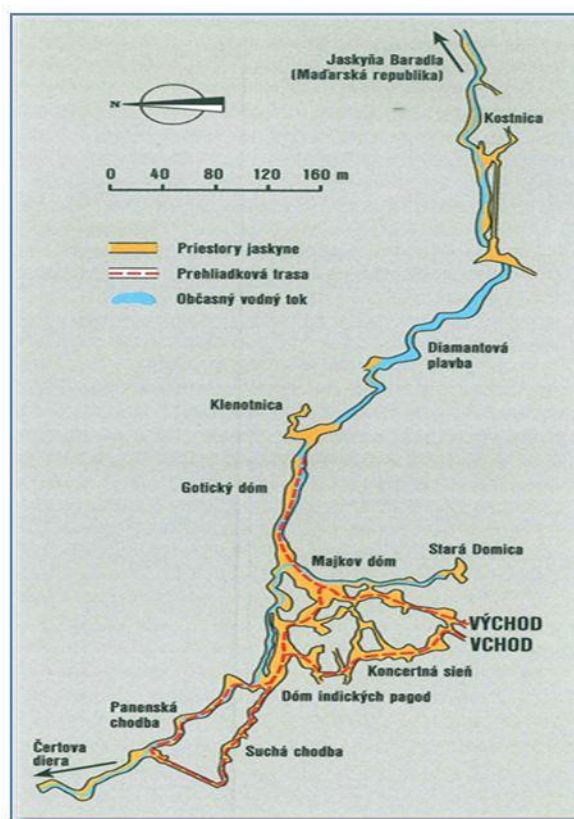 Jaskyňa Baradla
(Maďarská republika)
Kostnica
N
0 40 80 120 160 m
Priestory jaskyne
Prehliadková trasa
Občasný vodný tok
Diamantová
plavba
Klenotnica
Gotický dóm
Majkov dóm
Stará Domica
VÝCHOD
VCHOD
Koncertná sieň
Dóm indických pagod
Panenská
chodba
Suchá chodba
Čertova
diera